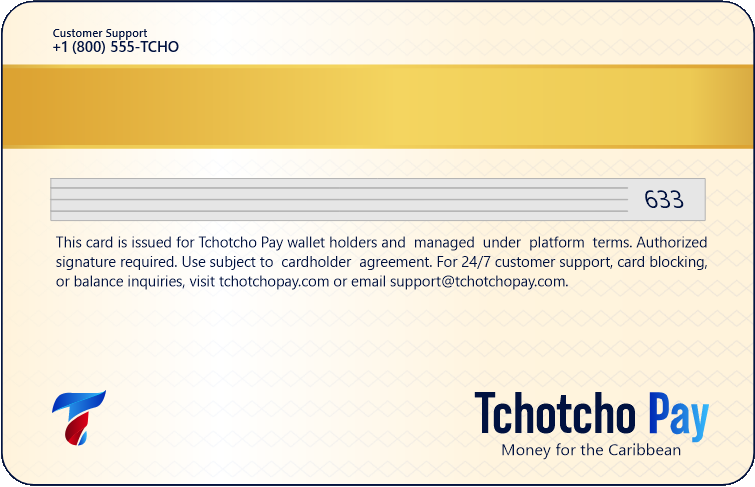 Customer Support
+1 (800) 555-TCHO
633
This card is issued for Tchotcho Pay wallet holders and managed under platform terms. Authorized
signature required. Use subject to cardholder agreement. For 24/7 customer support, card blocking,
or balance inquiries, visit tchotchopay.com or email support@tchotchopay.com.
Tchotcho Pay
Money for the Caribbean